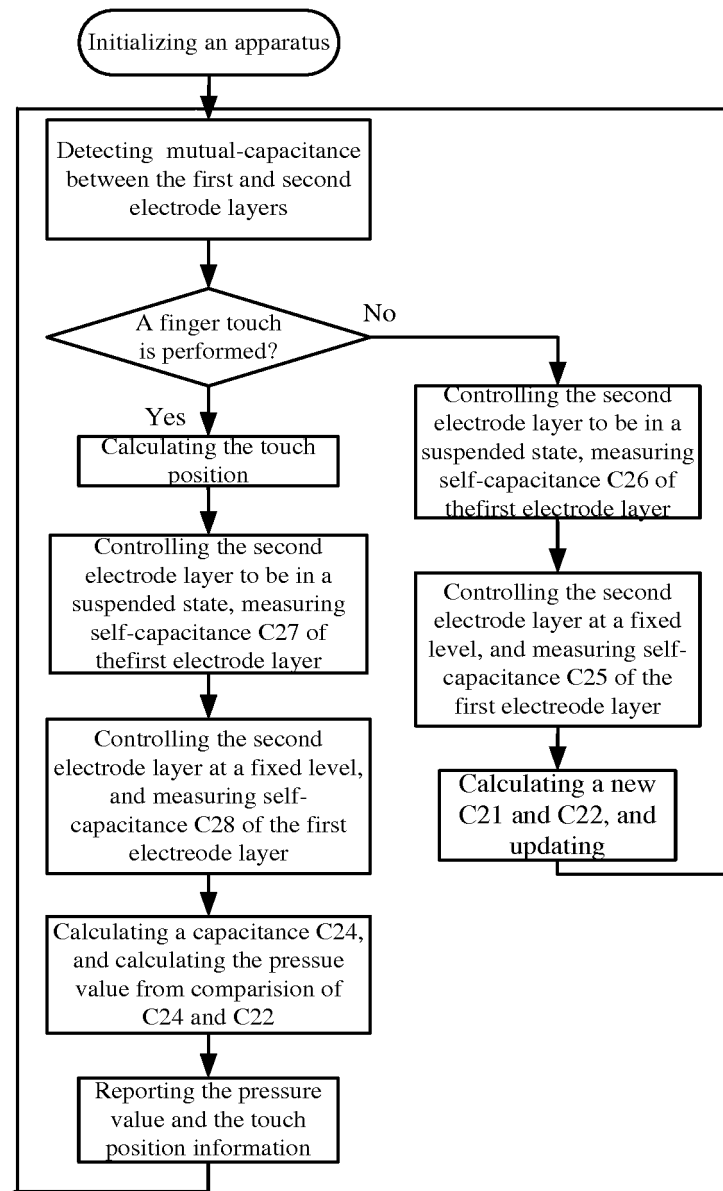 Initializing an apparatus
Detecting mutual-capacitance
between the first and second
electrode layers
A finger touch
is performed?
No
Yes
Calculating the touch
position
Controlling the second
electrode layer to be in a
suspended state, measuring
self-capacitance C27 of
thefirst electrode layer
Controlling the second
electrode layer at a fixed level,
and measuring self-
capacitance C28 of the first
electreode layer
Calculating a capacitance C24,
and calculating the pressue
value from comparision of
C24 and C22
Reporting the pressure
value and the touch
position information
Controlling the second
electrode layer to be in a
suspended state, measuring
self-capacitance C26 of
thefirst electrode layer
Controlling the second
electrode layer at a fixed
level, and measuring self-
capacitance C25 of the
first electreode layer
Calculating a new
C21 and C22, and
updating